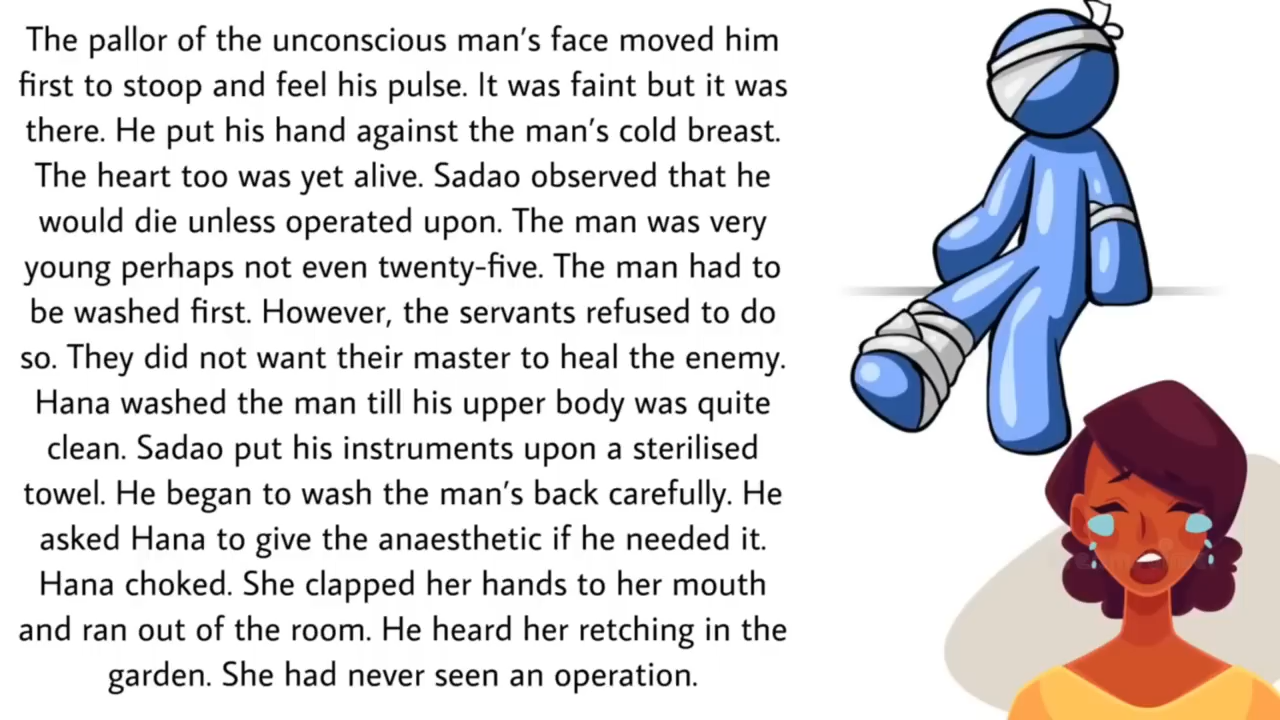 The pallor of the unconscious man's face moved him
first to stoop and feel his pulse. It was faint but it was
there. He put his hand against the man's cold breast.
The heart too was yet alive. Sadao observed that he
would die unless operated upon. The man was very
young perhaps not even twenty-five. The man had to
be washed first. However, the servants refused to do
so. They did not want their master to heal the enemy.
Hana washed the man till his upper body was quite
clean. Sadao put his instruments upon a sterilised
towel. He began to wash the man's back carefully. He
asked Hana to give the anaesthetic if he needed it.
Hana choked. She clapped her hands to her mouth
and ran out of the room. He heard her retching in the
garden. She had never seen an operation.